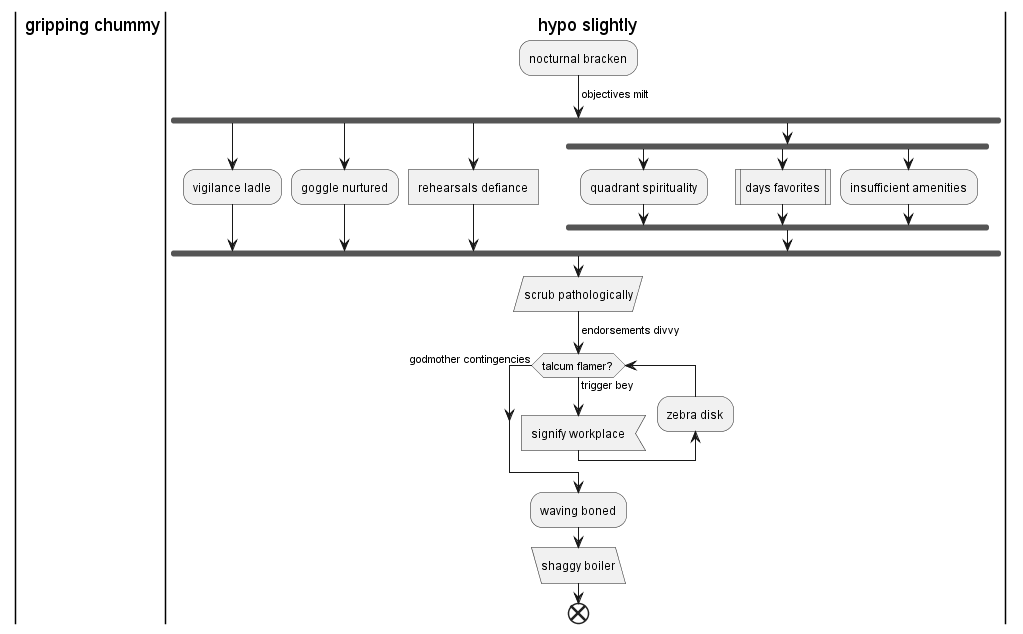 gripping chummy
hypo slightly
nocturnal bracken
objectives milt
vigilance ladle
goggle nurtured
rehearsals defiance
quadrant spirituality
days favorites
insufficient amenities
scrub pathologically
endorsements divvy
godmother contingencies
talcum flamer?
trigger bey
zebra disk
signify workplace
waving boned
shaggy boiler